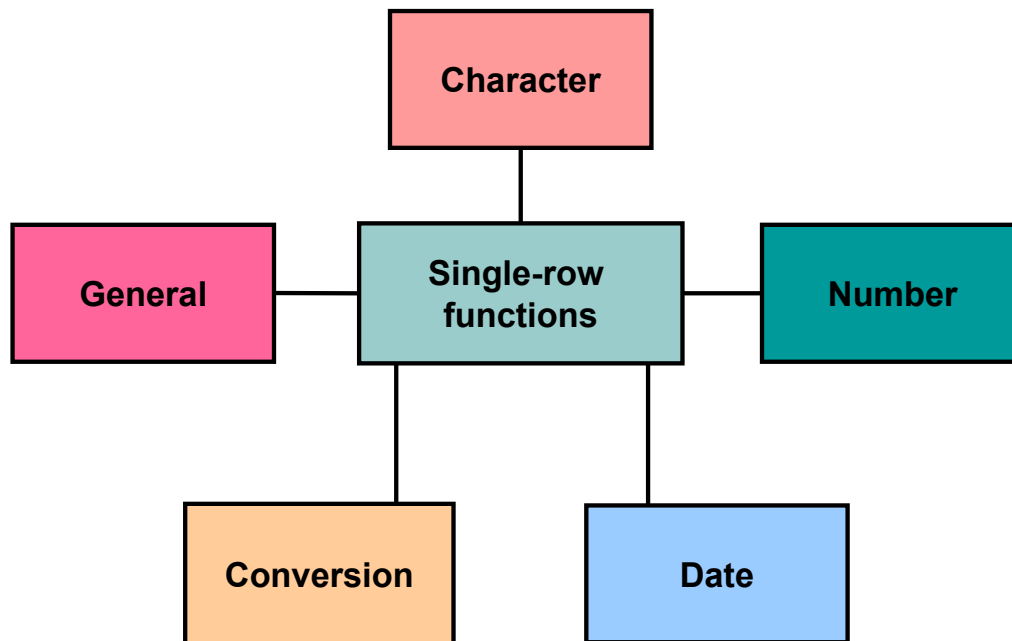 Character
General
Single-row
functions
Number
Conversion
Date